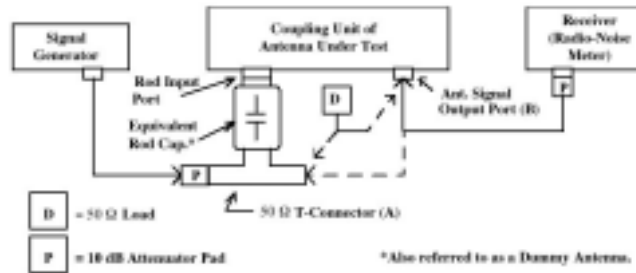 Signal
Generator
Coupling Unit of
Antenna Under Test
Receiver
(Radio-Noise
Meter)
Rod Input
Port
Equivalent
Rod Cap.*
D
Ant. Signal
Output Port (B)
P
P
50 Ω T-Connector (A)
D = 50 Ω Load
P = 10 dB Attenuator Pad
*Also referred to as a Dummy Antenna.